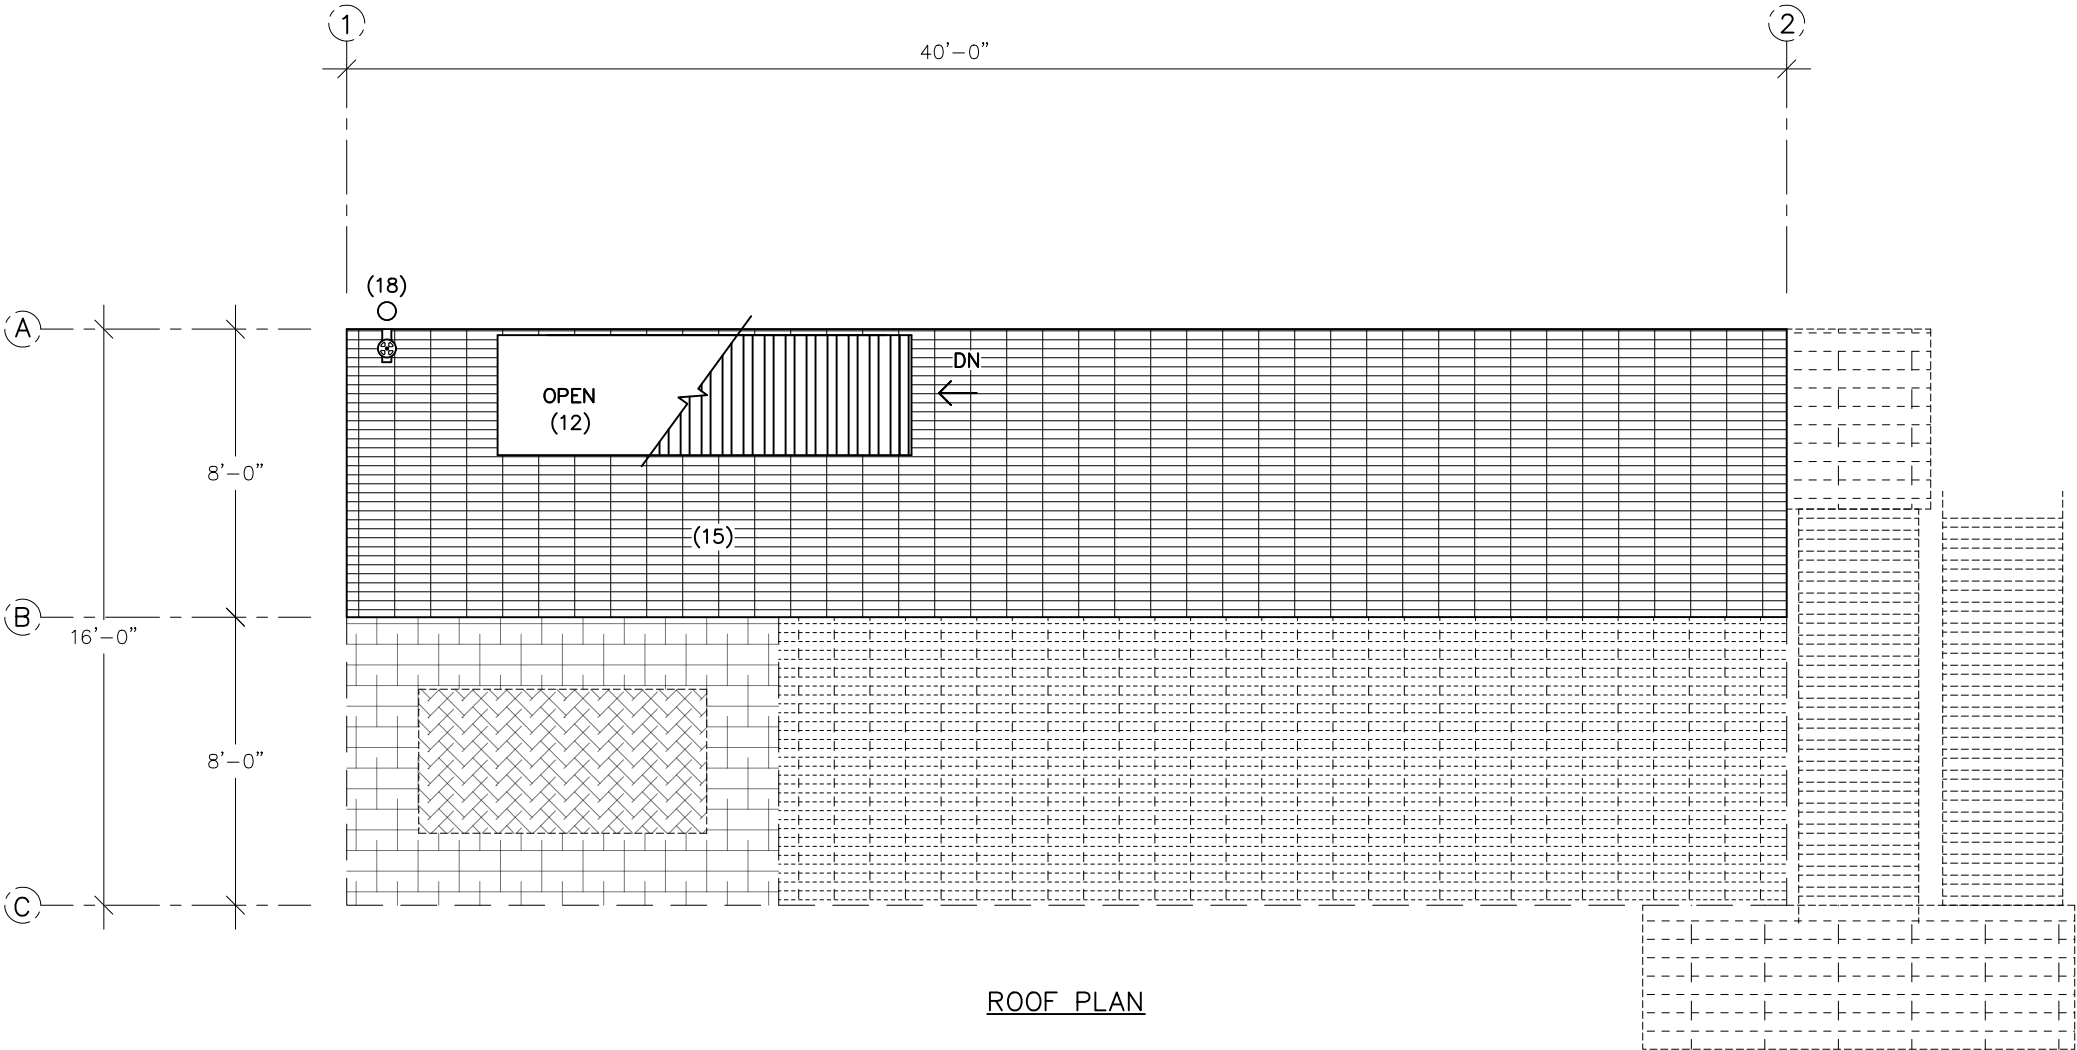 1
2
40'-0"
(18)
A
DN
OPEN
(12)
8'-0"
(15)
B
16'-0"
8'-0"
C
ROOF PLAN